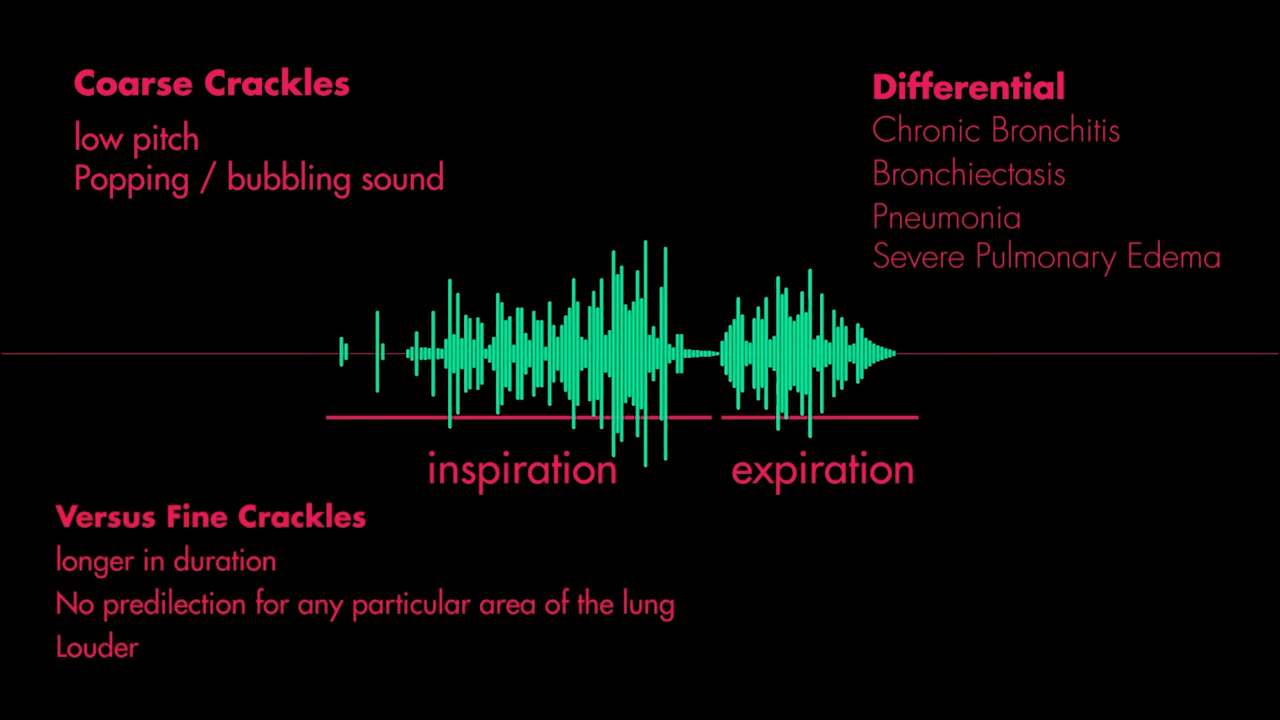 Coarse Crackles
low pitch
Popping / bubbling sound
Differential
Chronic Bronchitis
Bronchiectasis
Pneumonia
Severe Pulmonary Edema
inspiration
expiration
Versus Fine Crackles
longer in duration
No predilection for any particular area of the lung
Louder